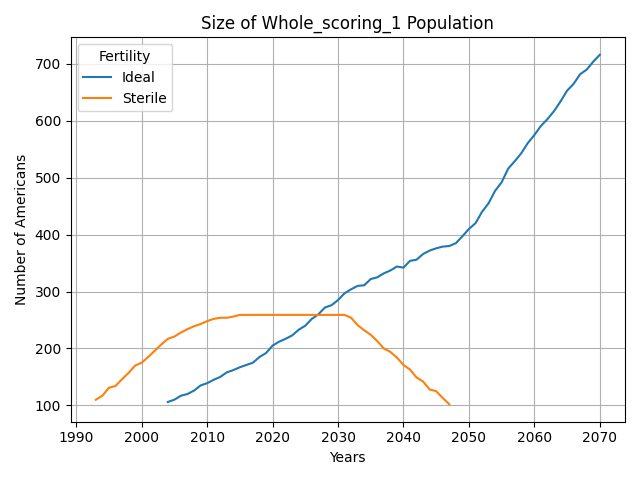 Size of Whole_scoring_1 Population
Fertility
Ideal
Sterile
700
600
500
400
300
200
100
Number of Americans
1990
2000
2010
2020
2030
2040
2050
2060
2070
Years